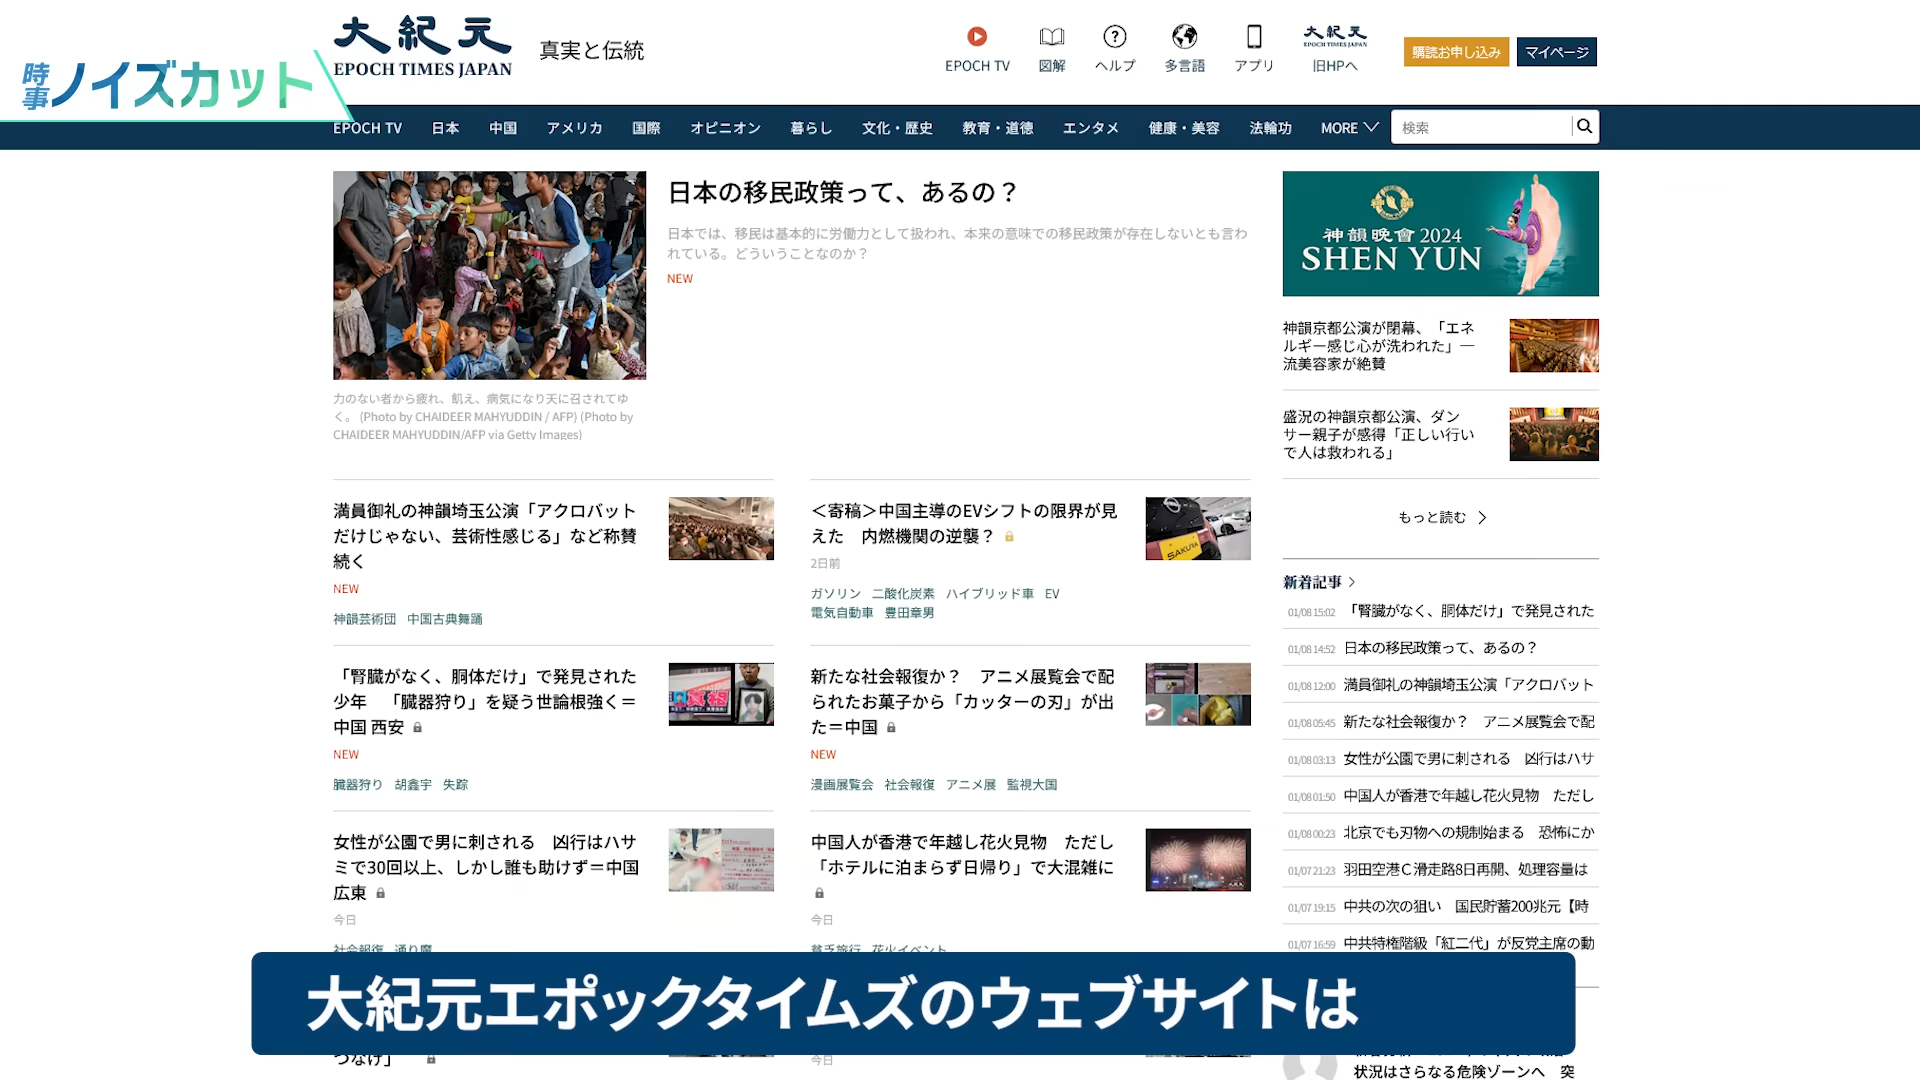 時事ノイズカット
大紀元
EPOCH TIMES JAPAN
真実と伝統
EPOCH TV
図解
ヘルプ
多言語
アプリ
大紀元
EPOCH TIMES JAPAN
旧HPへ
購読お申し込み
マイページ
EPOCH TV 日本 中国 アメリカ 国際 オピニオン 暮らし 文化・歴史 教育・道徳 エンタメ 健康・美容 法輪功 MORE
検索
日本の移民政策って、あるの？
日本では、移民は基本的に労働力として扱われ、本来の意味での移民政策が存在しないとも言わ
れている。どういうことなのか？
NEW
力のない者から疲れ、飢え、病気になり天に召されてゆ
く。 (Photo by CHAIDEER MAHYUDDIN / AFP) (Photo by
CHAIDEER MAHYUDDIN/AFP via Getty Images)
満員御礼の神韻埼玉公演「アクロバット
だけじゃない、芸術性感じる」など称賛
続く
NEW
神韻芸術団 中国古典舞踊
＜寄稿＞中国主導のEVシフトの限界が見
えた　内燃機関の逆襲？
2日前
ガソリン 二酸化炭素 ハイブリッド車 EV
電気自動車 豊田章男
SAKURA
「腎臓がなく、胴体だけ」で発見された
少年　「臓器狩り」を疑う世論根強く＝
中国 西安
NEW
臓器狩り 胡鑫宇 失踪
新たな社会報復か？　アニメ展覧会で配
られたお菓子から「カッターの刃」が出
た＝中国
NEW
漫画展覧会 社会報復 アニメ展 監視大国
女性が公園で男に刺される　凶行はハサ
ミで30回以上、しかし誰も助けず＝中国
広東
今日
社会報復 通り魔
中国人が香港で年越し花火見物　ただし
「ホテルに泊まらず日帰り」で大混雑に
今日
貧乏旅行 花火イベント
つなげ」
今日
神韻晩會 2024
SHEN YUN
神韻京都公演が閉幕、「エネ
ルギー感じ心が洗われた」―
流美容家が絶賛
盛況の神韻京都公演、ダン
サー親子が感得「正しい行い
で人は救われる」
もっと読む
新着記事
01/08 15:02 「腎臓がなく、胴体だけ」で発見された
01/08 14:52 日本の移民政策って、あるの？
01/08 12:00 満員御礼の神韻埼玉公演「アクロバット
01/08 05:45 新たな社会報復か？　アニメ展覧会で配
01/08 03:13 女性が公園で男に刺される　凶行はハサ
01/08 01:50 中国人が香港で年越し花火見物　ただし
01/08 00:23 北京でも刃物への規制始まる　恐怖にか
01/07 21:23 羽田空港Ｃ滑走路8日再開、処理容量は
01/07 19:15 中共の次の狙い　国民貯蓄200兆元【時
01/07 16:59 中共特権階級「紅二代」が反党主席の動
状況はさらなる危険ゾーンへ　突
大紀元エポックタイムズのウェブサイトは